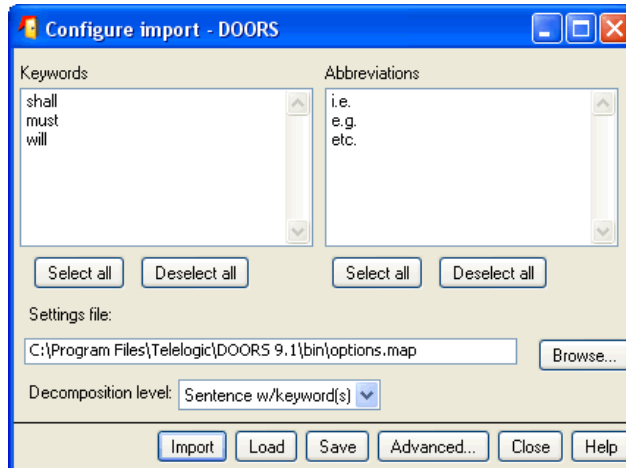 Configure import - DOORS
Keywords Abbreviations
shall
must
will
i.e.
e.g.
etc.
Select all Deselect all Select all Deselect all
Settings file:
C:\Program Files\Telelogic\DOORS 9.1\bin\options.map Browse...
Decomposition level: Sentence w/keyword(s)
Import Load Save Advanced... Close Help